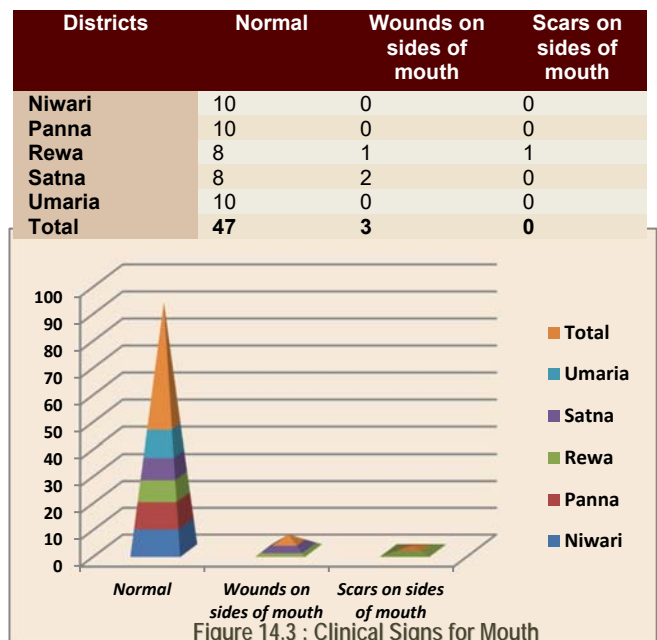 Districts Normal Wounds on sides of mouth Scars on sides of mouth
Niwari 10 0 0
Panna 10 0 0
Rewa 8 1 1
Satna 8 2 0
Umaria 10 0 0
Total 47 3 0
100
90
80
70
60
50
40
30
20
10
0
Normal Wounds on sides of mouth Scars on sides of mouth
Total
Umaria
Satna
Rewa
Panna
Niwari
Figure 14.3 : Clinical Signs for Mouth